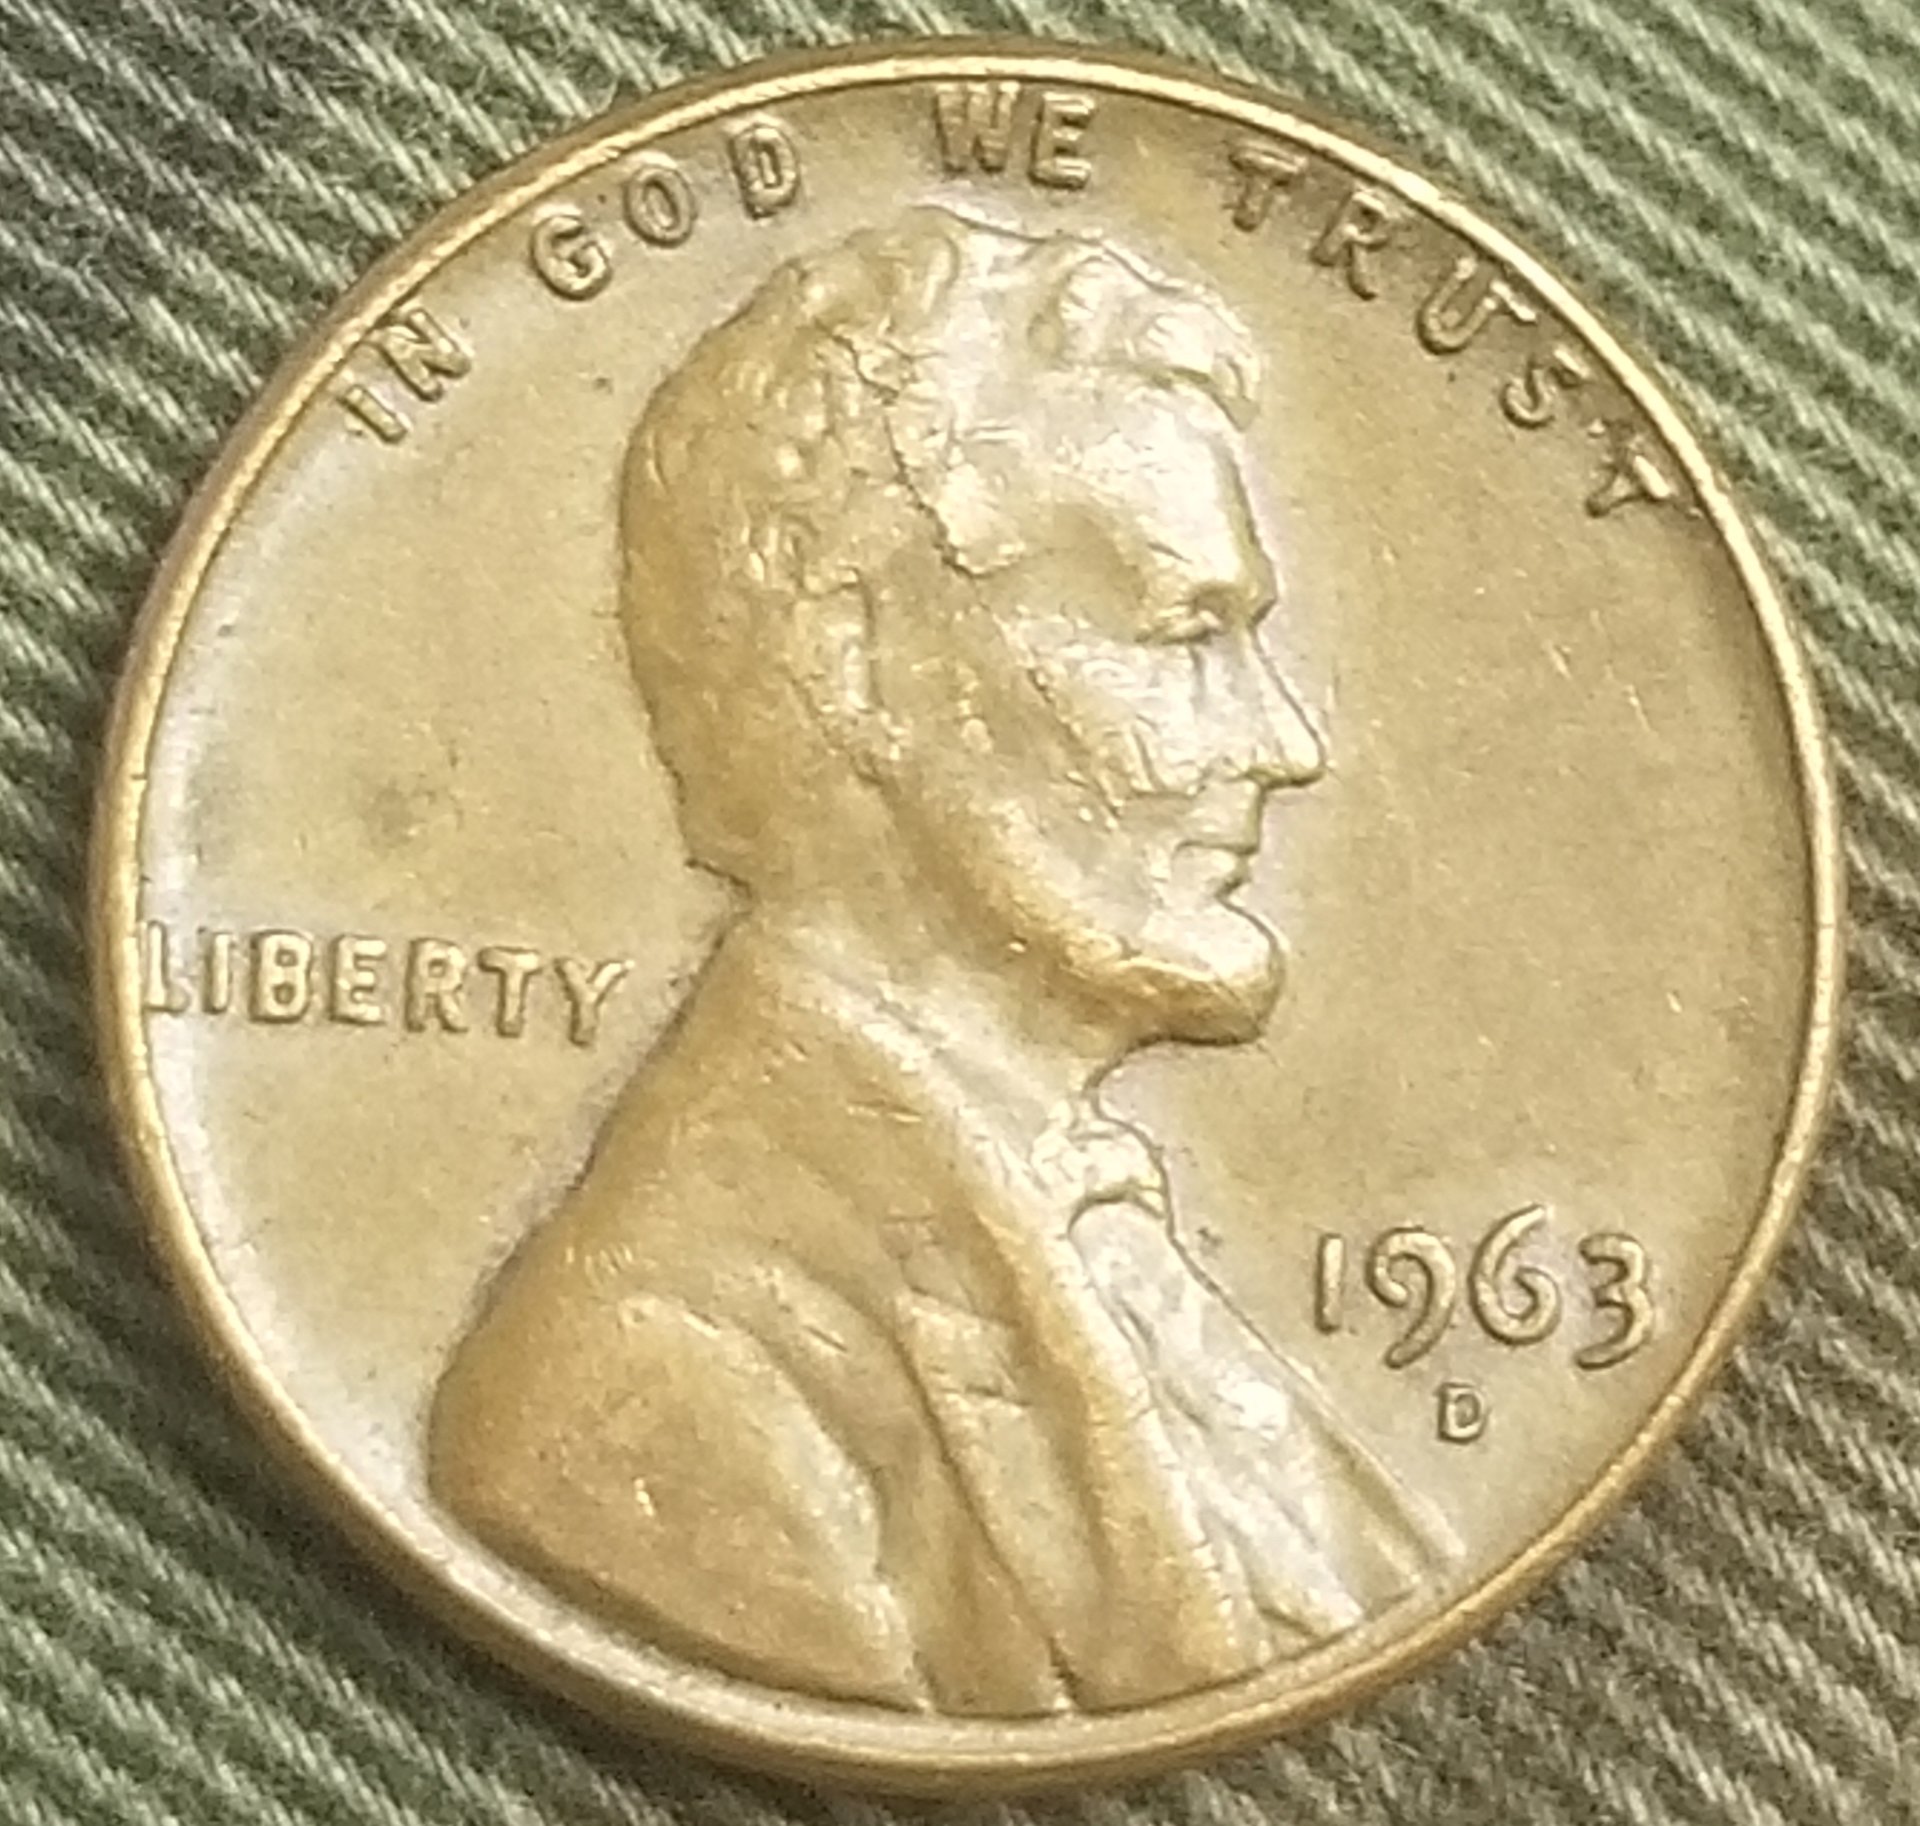 IN GOD WE TRUST
LIBERTY
1963
D